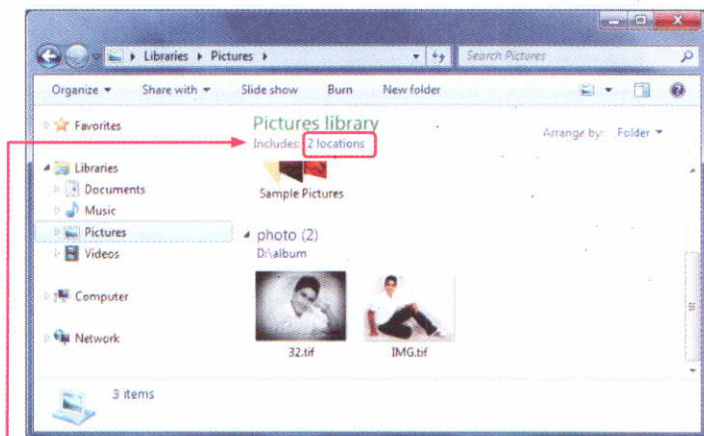 Libraries ▸ Pictures ▸
Search Pictures
Organize ▾ Share with ▾ Slide show Burn New folder
Favorites
Libraries
Documents
Music
Pictures
Videos
Computer
Network
Pictures library
Includes: 2 locations
Arrange by: Folder ▾
Sample Pictures
photo (2)
D:\album
32.tif
IMG.tif
3 items